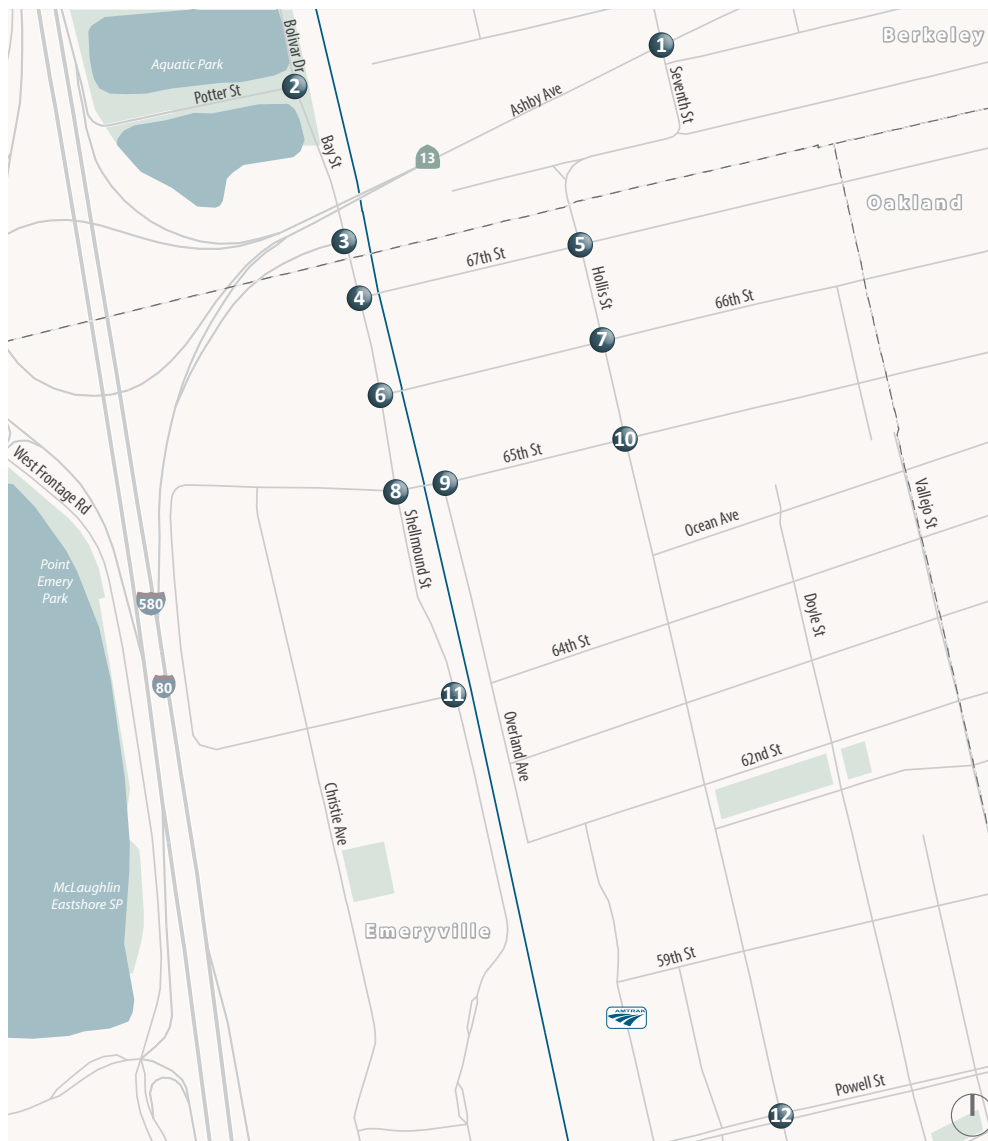 Berkeley
Bolivar Dr
1
Aquatic Park
2
Potter St
Seventh St
Ashby Ave
Bay St
13
Oakland
3
5
67th St
Hollis St
4
66th St
7
6
10
65th St
West Frontage Rd
9
8
Vallejo St
Shellmound St
Ocean Ave
Point
Emery
Park
580
Doyle St
64th St
80
11
Overland Ave
62nd St
Christie Ave
McLaughlin
Eastshore SP
Emeryville
59th St
AMTRAK
Powell St
12